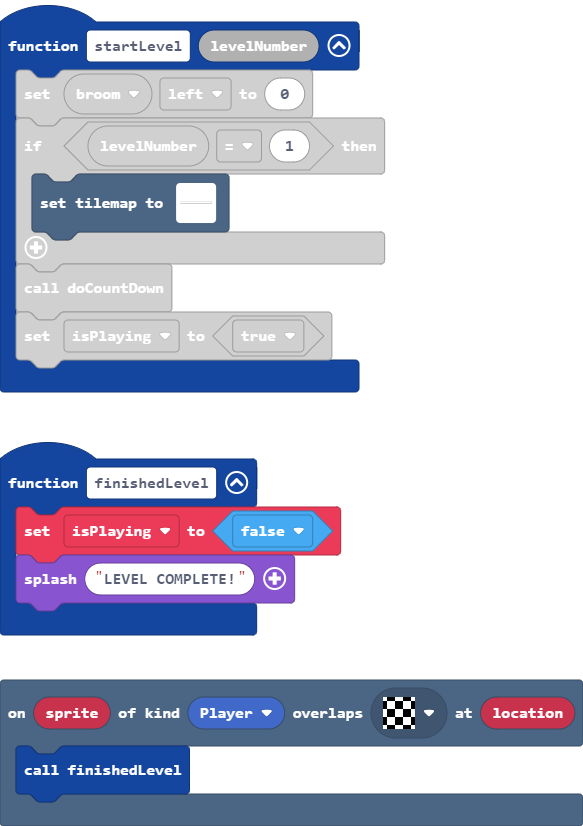 function startLevel levelNumber
set broom left to 0
if levelNumber = 1 then
set tilemap to
call doCountDown
set isPlaying to true
function finishedLevel
set isPlaying to false
splash "LEVEL COMPLETE!"
on sprite of kind Player overlaps at location
call finishedLevel